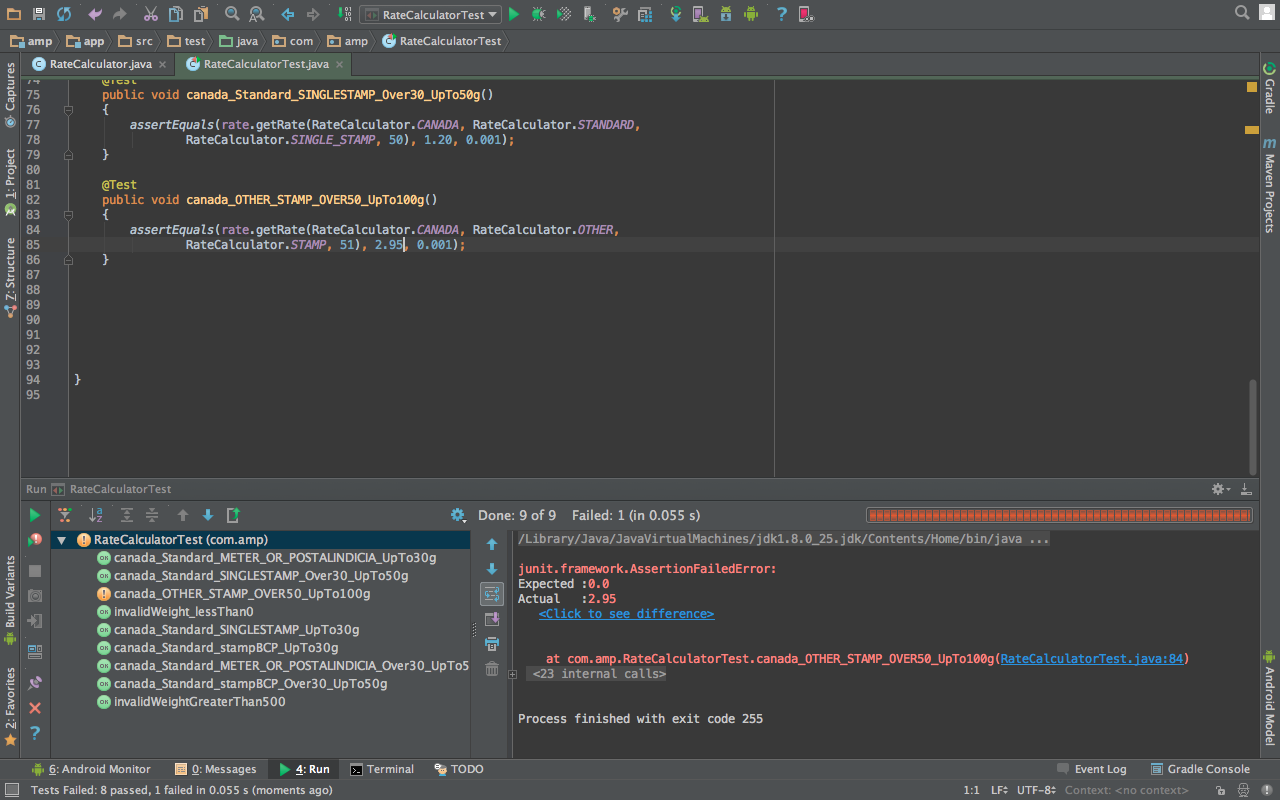 RateCalculatorTest
amp app src test java com amp RateCalculatorTest
RateCalculator.java RateCalculatorTest.java
Captures
1: Project
7: Structure
Build Variants
2: Favorites
74 @Test
75 public void canada_Standard_SINGLESTAMP_Over30_UpTo50g()
76 {
77 assertEquals(rate.getRate(RateCalculator.CANADA, RateCalculator.STANDARD,
78 RateCalculator.SINGLE_STAMP, 50), 1.20, 0.001);
79 }
80
81 @Test
82 public void canada_OTHER_STAMP_OVER50_UpTo100g()
83 {
84 assertEquals(rate.getRate(RateCalculator.CANADA, RateCalculator.OTHER,
85 RateCalculator.STAMP, 51), 2.95, 0.001);
86 }
87
88
89
90
91
92
93
94 }
95
Gradle
Maven Projects
Android Model
Run RateCalculatorTest
Done: 9 of 9 Failed: 1 (in 0.055 s)
RateCalculatorTest (com.amp)
canada_Standard_METER_OR_POSTALINDICIA_UpTo30g
canada_Standard_SINGLESTAMP_Over30_UpTo50g
canada_OTHER_STAMP_OVER50_UpTo100g
invalidWeight_lessThan0
canada_Standard_SINGLESTAMP_UpTo30g
canada_Standard_stampBCP_UpTo30g
canada_Standard_METER_OR_POSTALINDICIA_Over30_UpTo5
canada_Standard_stampBCP_Over30_UpTo50g
invalidWeightGreaterThan500
/Library/Java/JavaVirtualMachines/jdk1.8.0_25.jdk/Contents/Home/bin/java ...
junit.framework.AssertionFailedError:
Expected :0.0
Actual :2.95
<Click to see difference>
at com.amp.RateCalculatorTest.canada_OTHER_STAMP_OVER50_UpTo100g(RateCalculatorTest.java:84)
<23 internal calls>
Process finished with exit code 255
6: Android Monitor 0: Messages 4: Run Terminal TODO Event Log Gradle Console
Tests Failed: 8 passed, 1 failed in 0.055 s (moments ago) 1:1 LF÷ UTF-8÷ Context: <no context>